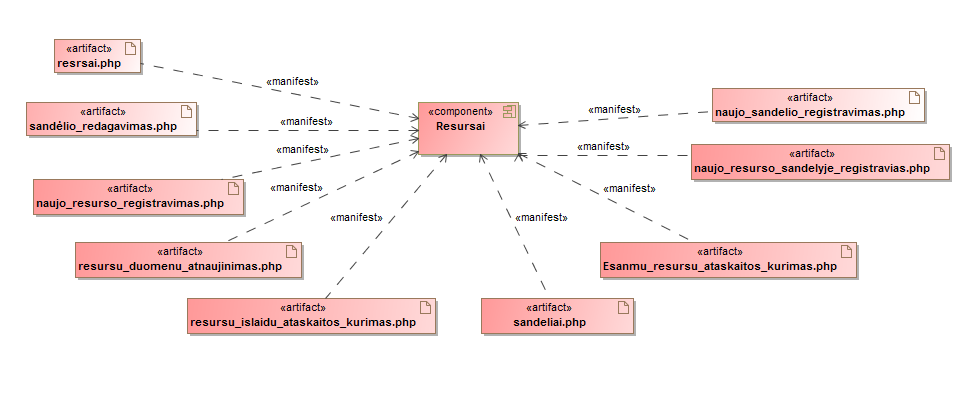 «artifact»
resrsai.php
«manifest»
«artifact»
sandėlio_redagavimas.php
«manifest»
«component»
Resursai
«manifest»
«artifact»
naujo_sandelio_registravimas.php
«manifest»
«artifact»
naujo_resurso_registravimas.php
«manifest»
«manifest»
«artifact»
naujo_resurso_sandelyje_registravias.php
«manifest»
«manifest»
«manifest»
«artifact»
resursu_duomenu_atnaujinimas.php
«artifact»
Esanmu_resursu_ataskaitos_kurimas.php
«manifest»
«artifact»
resursu_islaidu_ataskaitos_kurimas.php
«artifact»
sandeliai.php